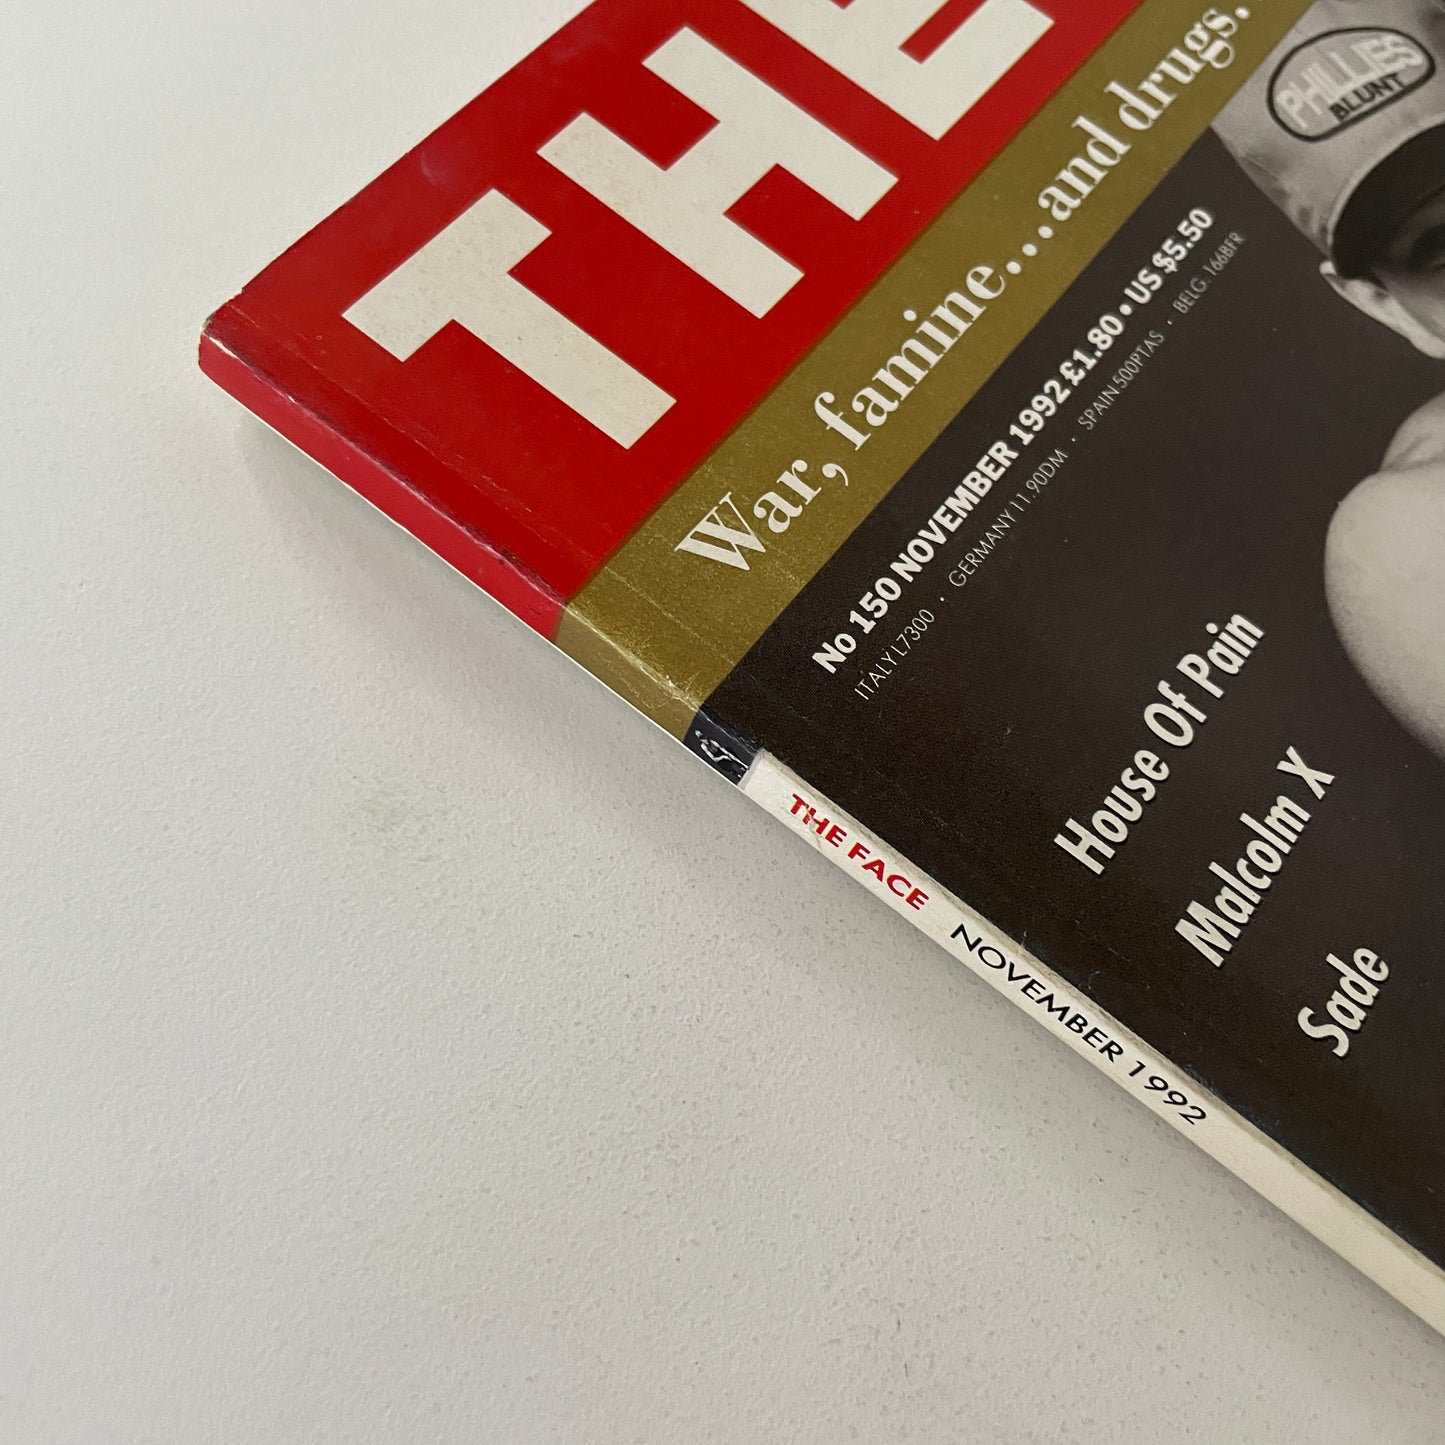 THE
War, famine...and drugs.
PHILLIES
BLUNT
No 150 NOVEMBER 1992 £1.80 • US $5.50
ITALY L7300 · GERMANY 11.90DM · SPAIN 500PTAS · BELG. 166BFR
House Of Pain
Malcolm X
Sade
THE FACE NOVEMBER 1992